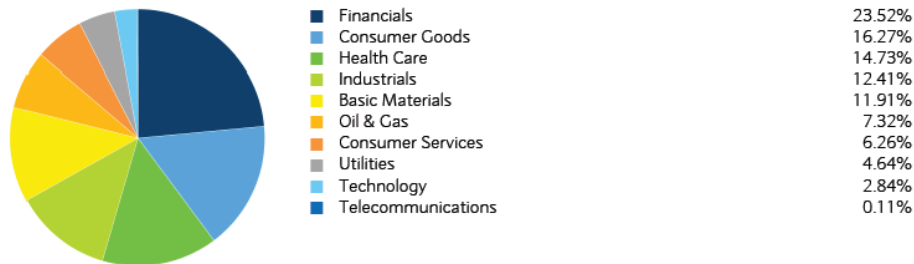 Financials 23.52%
Consumer Goods 16.27%
Health Care 14.73%
Industrials 12.41%
Basic Materials 11.91%
Oil & Gas 7.32%
Consumer Services 6.26%
Utilities 4.64%
Technology 2.84%
Telecommunications 0.11%